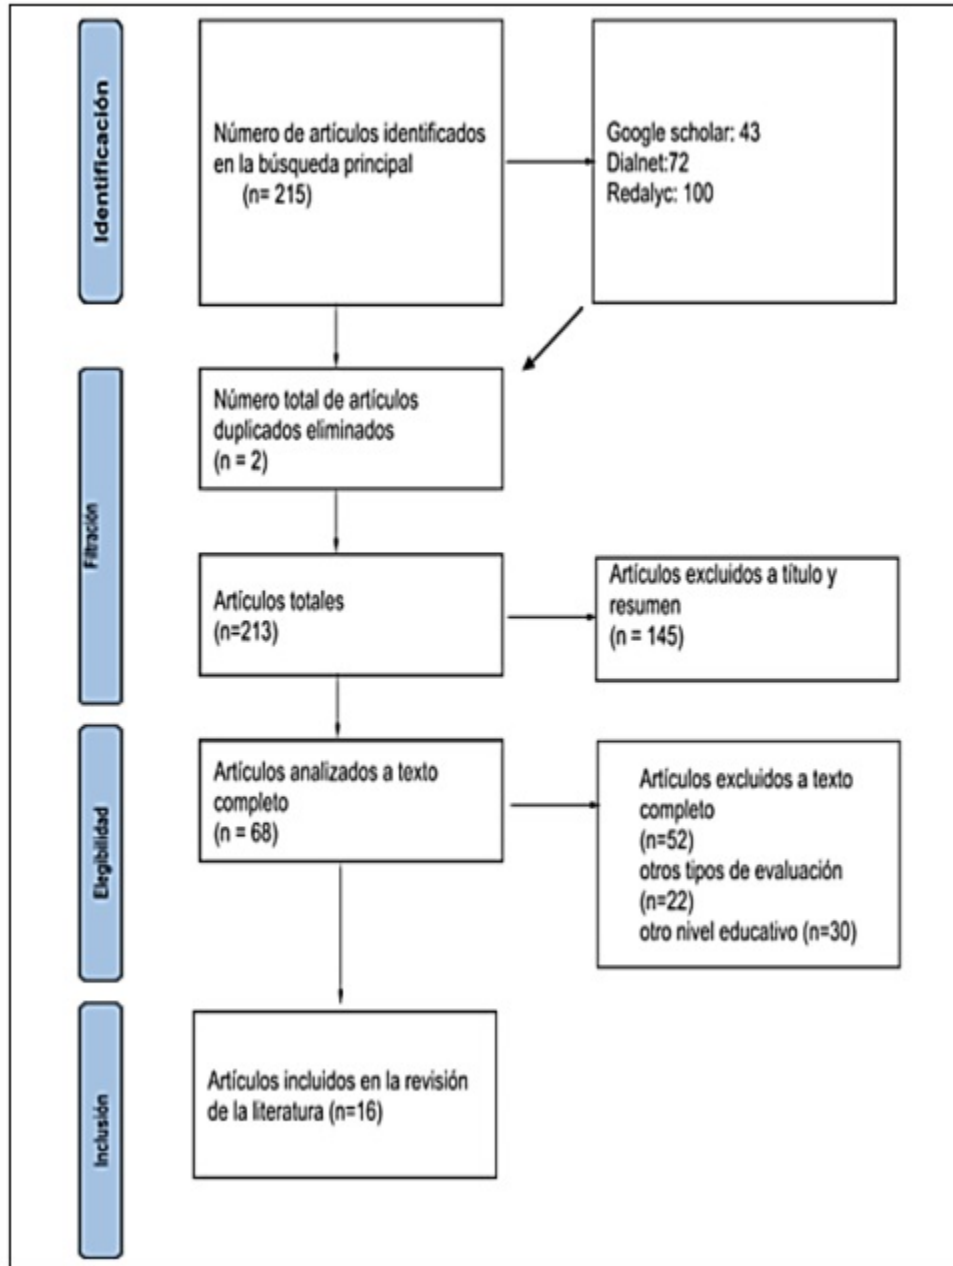 Identificación
Número de artículos identificados
en la búsqueda principal
(n= 215)
Google scholar: 43
Dialnet:72
Redalyc: 100
Filtración
Número total de artículos
duplicados eliminados
(n = 2)
Artículos totales
(n=213)
Artículos excluidos a título y
resumen
(n = 145)
Elegibilidad
Artículos analizados a texto
completo
(n = 68)
Artículos excluidos a texto
completo
(n=52)
otros tipos de evaluación
(n=22)
otro nivel educativo (n=30)
Inclusión
Artículos incluidos en la revisión
de la literatura (n=16)